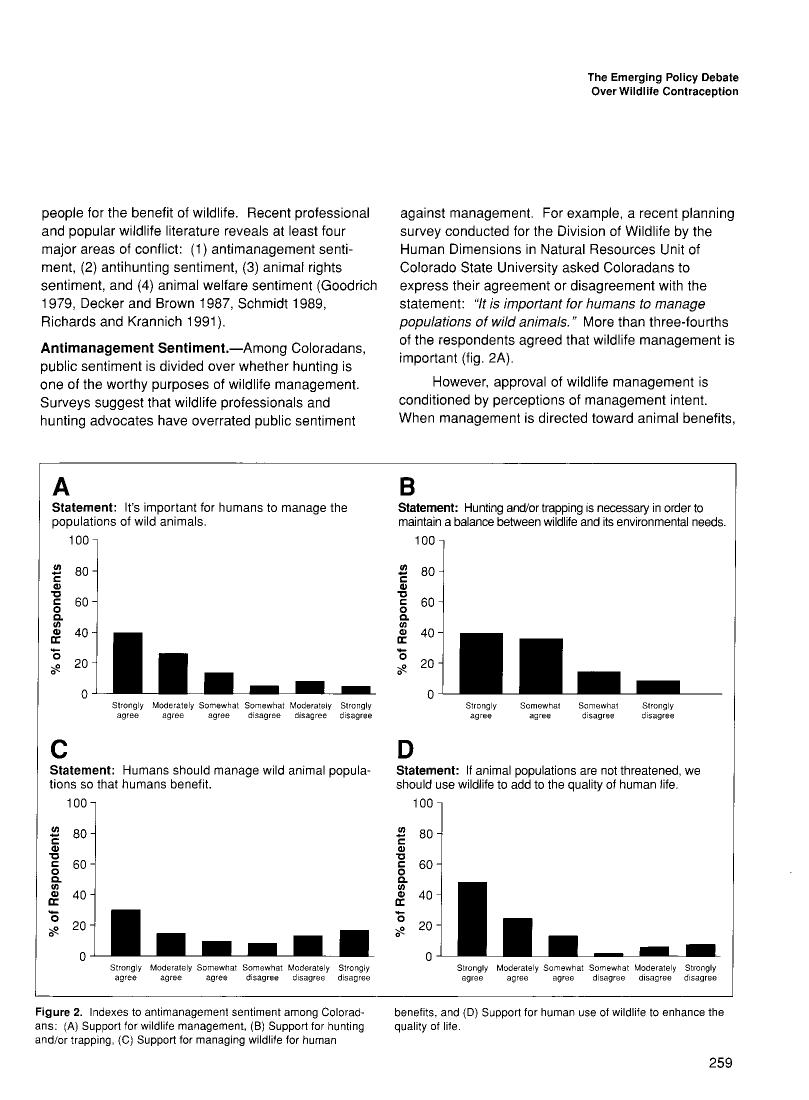 The Emerging Policy Debate
Over Wildlife Contraception
people for the benefit of wildlife. Recent professional
and popular wildlife literature reveals at least four
major areas of conflict: (1) antimanagement senti-
ment, (2) antihunting sentiment, (3) animal rights
sentiment, and (4) animal welfare sentiment (Goodrich
1979, Decker and Brown 1987, Schmidt 1989,
Richards and Krannich 1991).
Antimanagement Sentiment.—Among Coloradans,
public sentiment is divided over whether hunting is
one of the worthy purposes of wildlife management.
Surveys suggest that wildlife professionals and
hunting advocates have overrated public sentiment
against management. For example, a recent planning
survey conducted for the Division of Wildlife by the
Human Dimensions in Natural Resources Unit of
Colorado State University asked Coloradans to
express their agreement or disagreement with the
statement: "It is important for humans to manage
populations of wild animals." More than three-fourths
of the respondents agreed that wildlife management is
important (fig. 2A).
However, approval of wildlife management is
conditioned by perceptions of management intent.
When management is directed toward animal benefits,
A
Statement: It's important for humans to manage the
populations of wild animals.
100
80
60
40
20
0
% of Respondents
Strongly Moderately Somewhat Somewhat Moderately Strongly
agree agree agree disagree disagree disagree
B
Statement: Hunting and/or trapping is necessary in order to
maintain a balance between wildlife and its environmental needs.
100
80
60
40
20
0
% of Respondents
Strongly Somewhat Somewhat Strongly
agree agree disagree disagree
C
Statement: Humans should manage wild animal popula-
tions so that humans benefit.
100
80
60
40
20
0
% of Respondents
Strongly Moderately Somewhat Somewhat Moderately Strongly
agree agree agree disagree disagree disagree
D
Statement: If animal populations are not threatened, we
should use wildlife to add to the quality of human life.
100
80
60
40
20
0
% of Respondents
Strongly Moderately Somewhat Somewhat Moderately Strongly
agree agree agree disagree disagree disagree
Figure 2. Indexes to antimanagement sentiment among Colorad-
ans: (A) Support for wildlife management, (B) Support for hunting
and/or trapping, (C) Support for managing wildlife for human
benefits, and (D) Support for human use of wildlife to enhance the
quality of life.
259